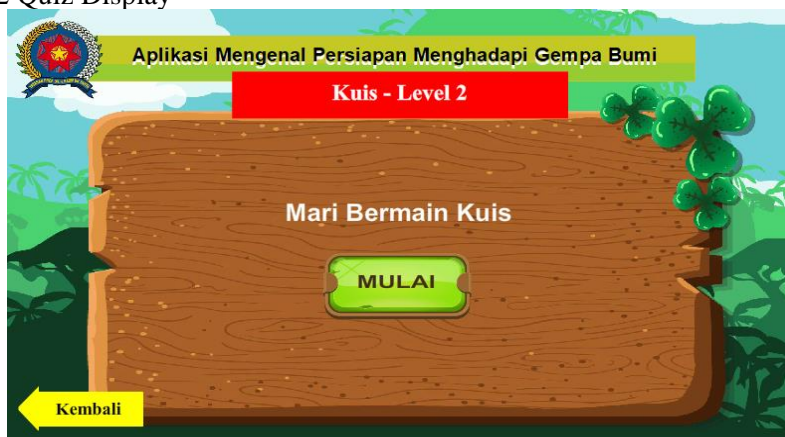 2 Quiz Display
Aplikasi Mengenal Persiapan Menghadapi Gempa Bumi
Kuis - Level 2
Mari Bermain Kuis
MULAI
Kembali